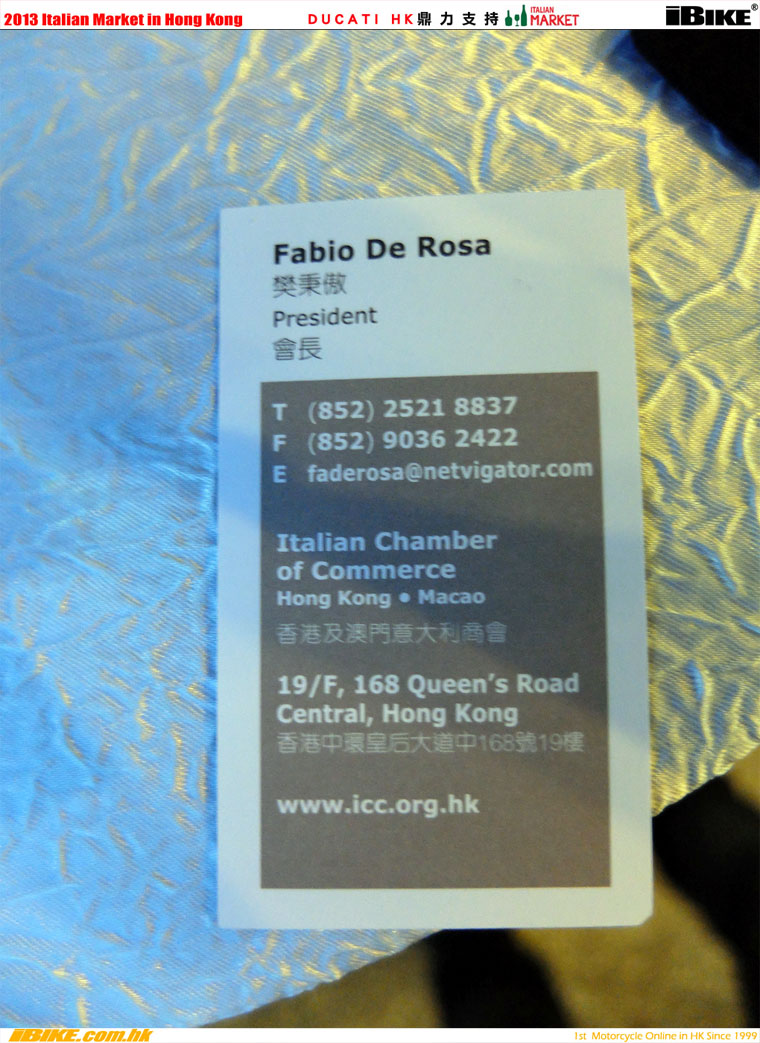 2013 Italian Market in Hong Kong
DUCATI HK鼎力支持
ITALIAN
MARKET
iBIKE®
Fabio De Rosa
樊秉傲
President
會長
T (852) 2521 8837
F (852) 9036 2422
E faderosa@netvigator.com
Italian Chamber
of Commerce
Hong Kong • Macao
香港及澳門意大利商會
19/F, 168 Queen's Road
Central, Hong Kong
香港中環皇后大道中168號19樓
www.icc.org.hk
iBIKE.com.hk
1st Motorcycle Online in HK Since 1999